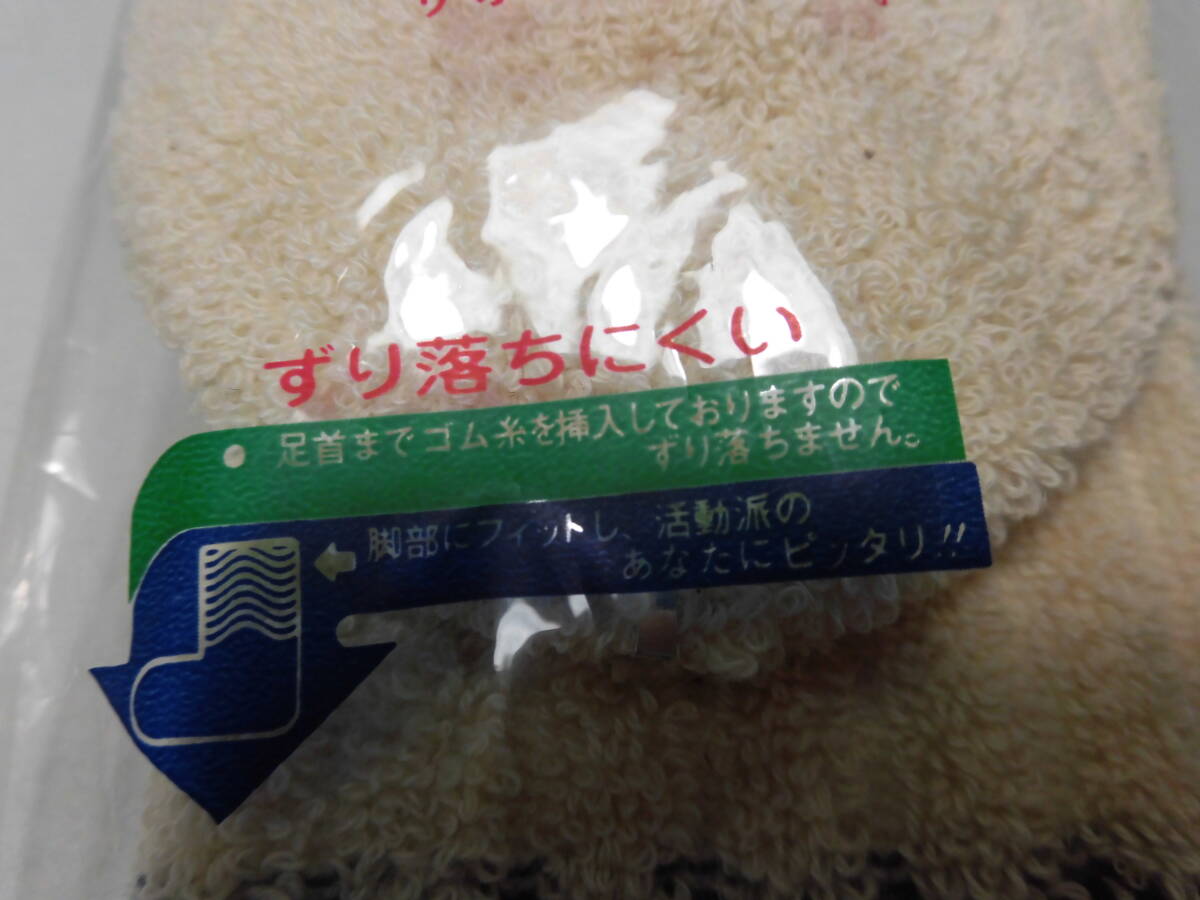 ずり落ちにくい
● 足首までゴム糸を挿入しておりますので
ずり落ちません。
脚部にフィットし、活動派の
あなたにピッタリ!!